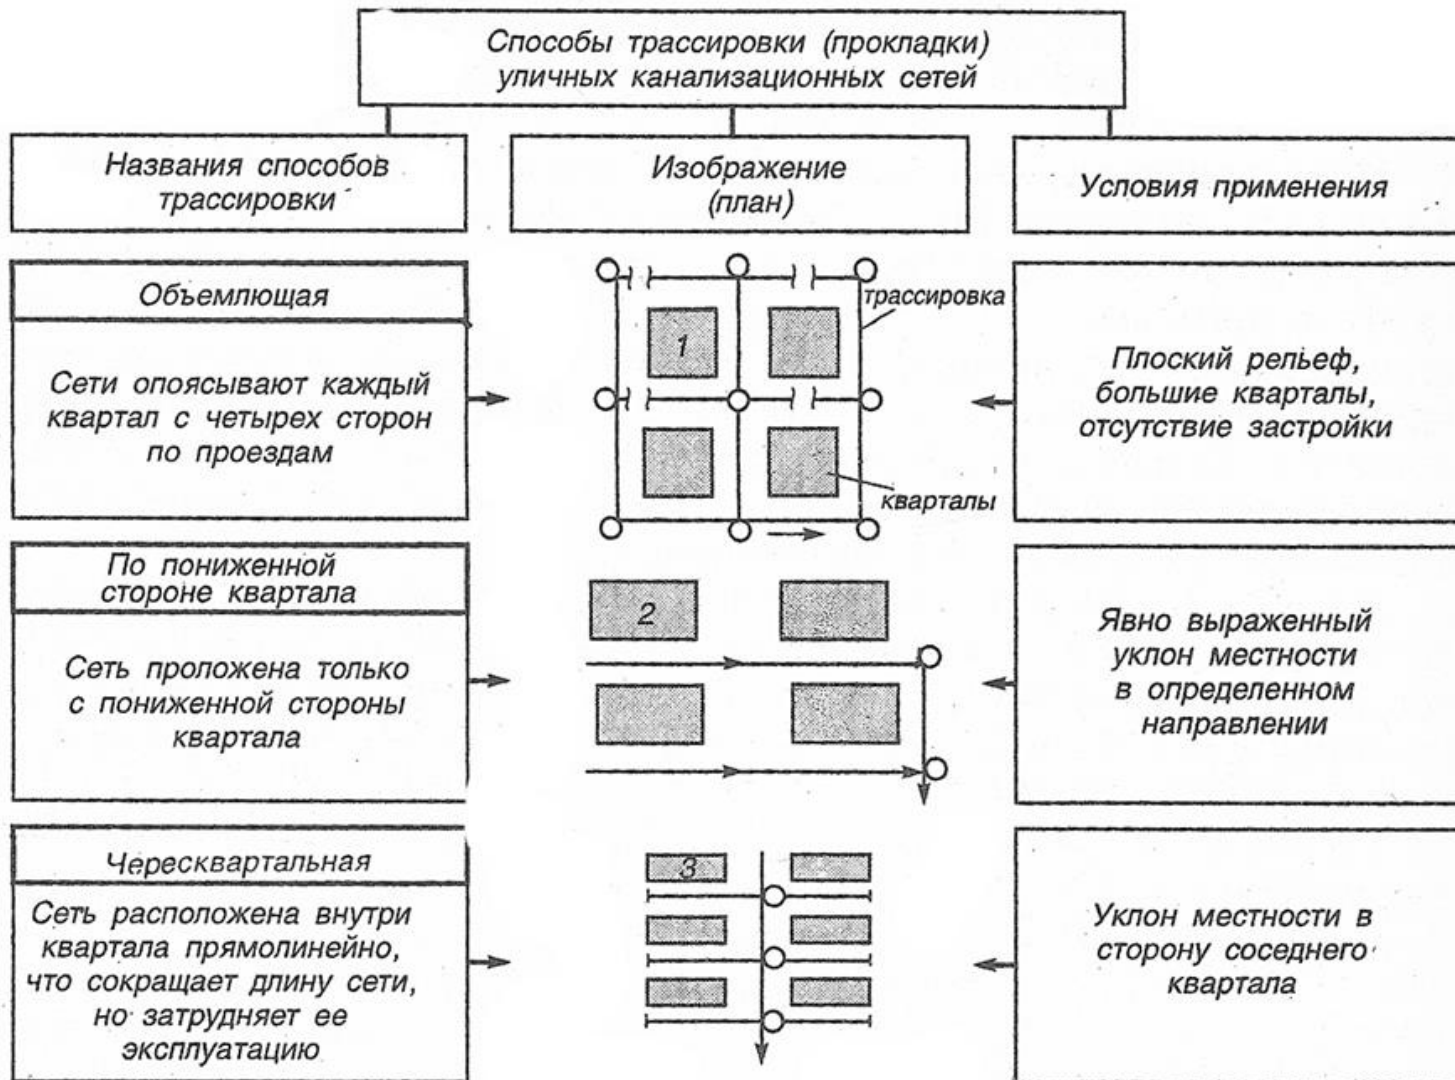 Способы трассировки (прокладки)
уличных канализационных сетей
Названия способов
трассировки
Изображение
(план)
Условия применения
Объемлющая
Сети опоясывают каждый
квартал с четырех сторон
по проездам
1
трассировка
кварталы
Плоский рельеф,
большие кварталы,
отсутствие застройки
По пониженной
стороне квартала
Сеть проложена только
с пониженной стороны
квартала
2
Явно выраженный
уклон местности
в определенном
направлении
Чересквартальная
Сеть расположена внутри
квартала прямолинейно,
что сокращает длину сети,
но затрудняет ее
эксплуатацию
3
Уклон местности в
сторону соседнего
квартала